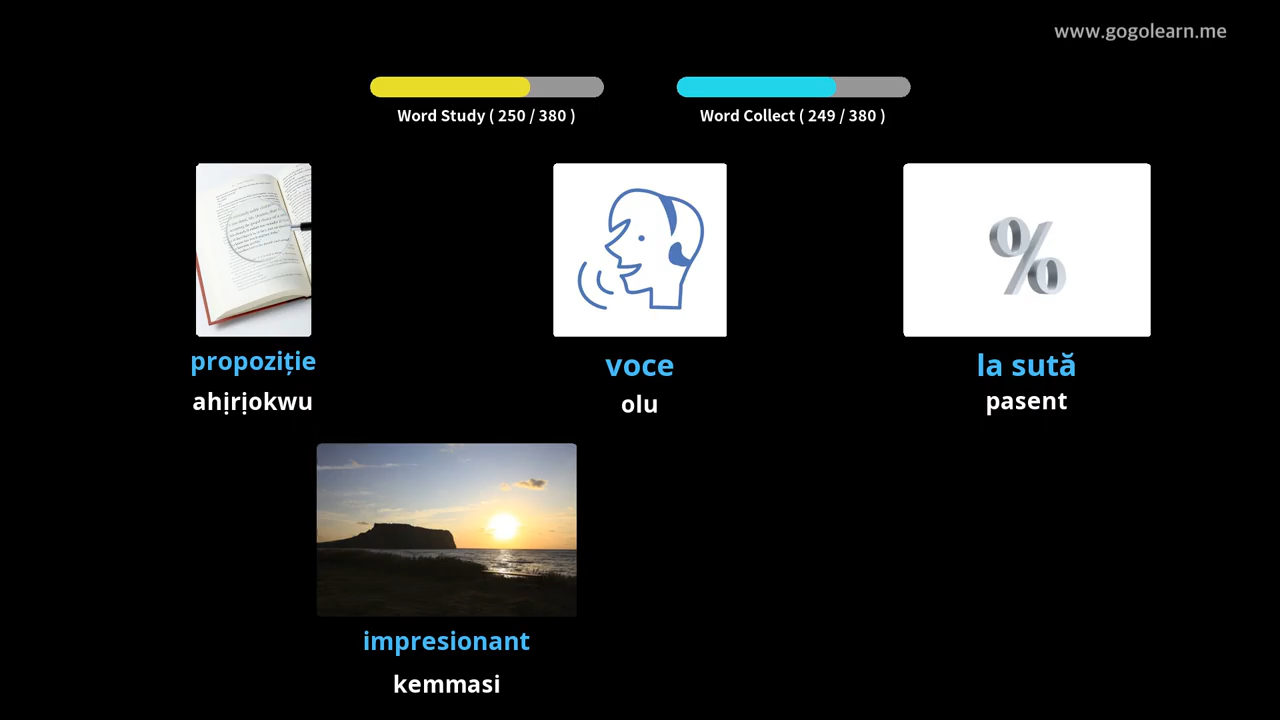 www.gogolearn.me
Word Study ( 250 / 380 )
Word Collect ( 249 / 380 )
propoziție
ahịrịokwu
voce
olu
%
la sută
pasent
impresionant
kemmasi